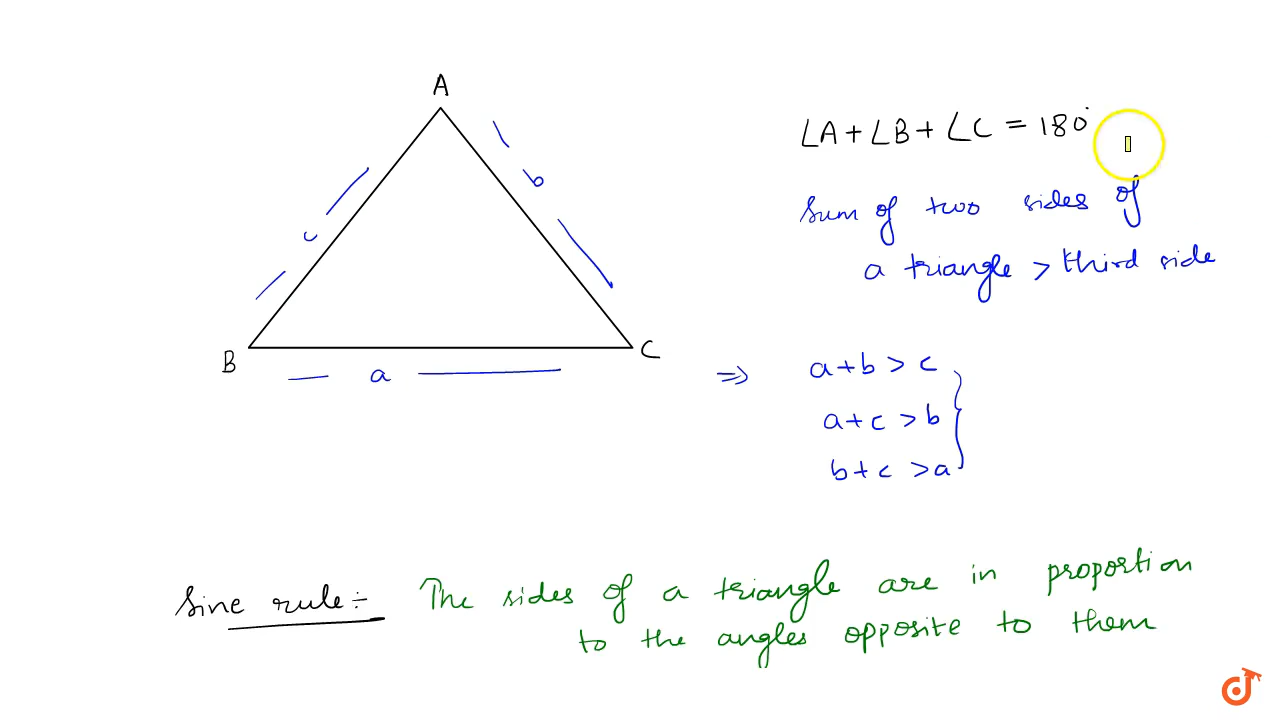 A
∠A + ∠B + ∠C = 180°
b
Sum of two sides of
c
a triangle > third side
B
C
a
⇒ a + b > c
a + c > b
b + c > a
Sine rule :- The sides of a triangle are in proportion
to the angles opposite to them